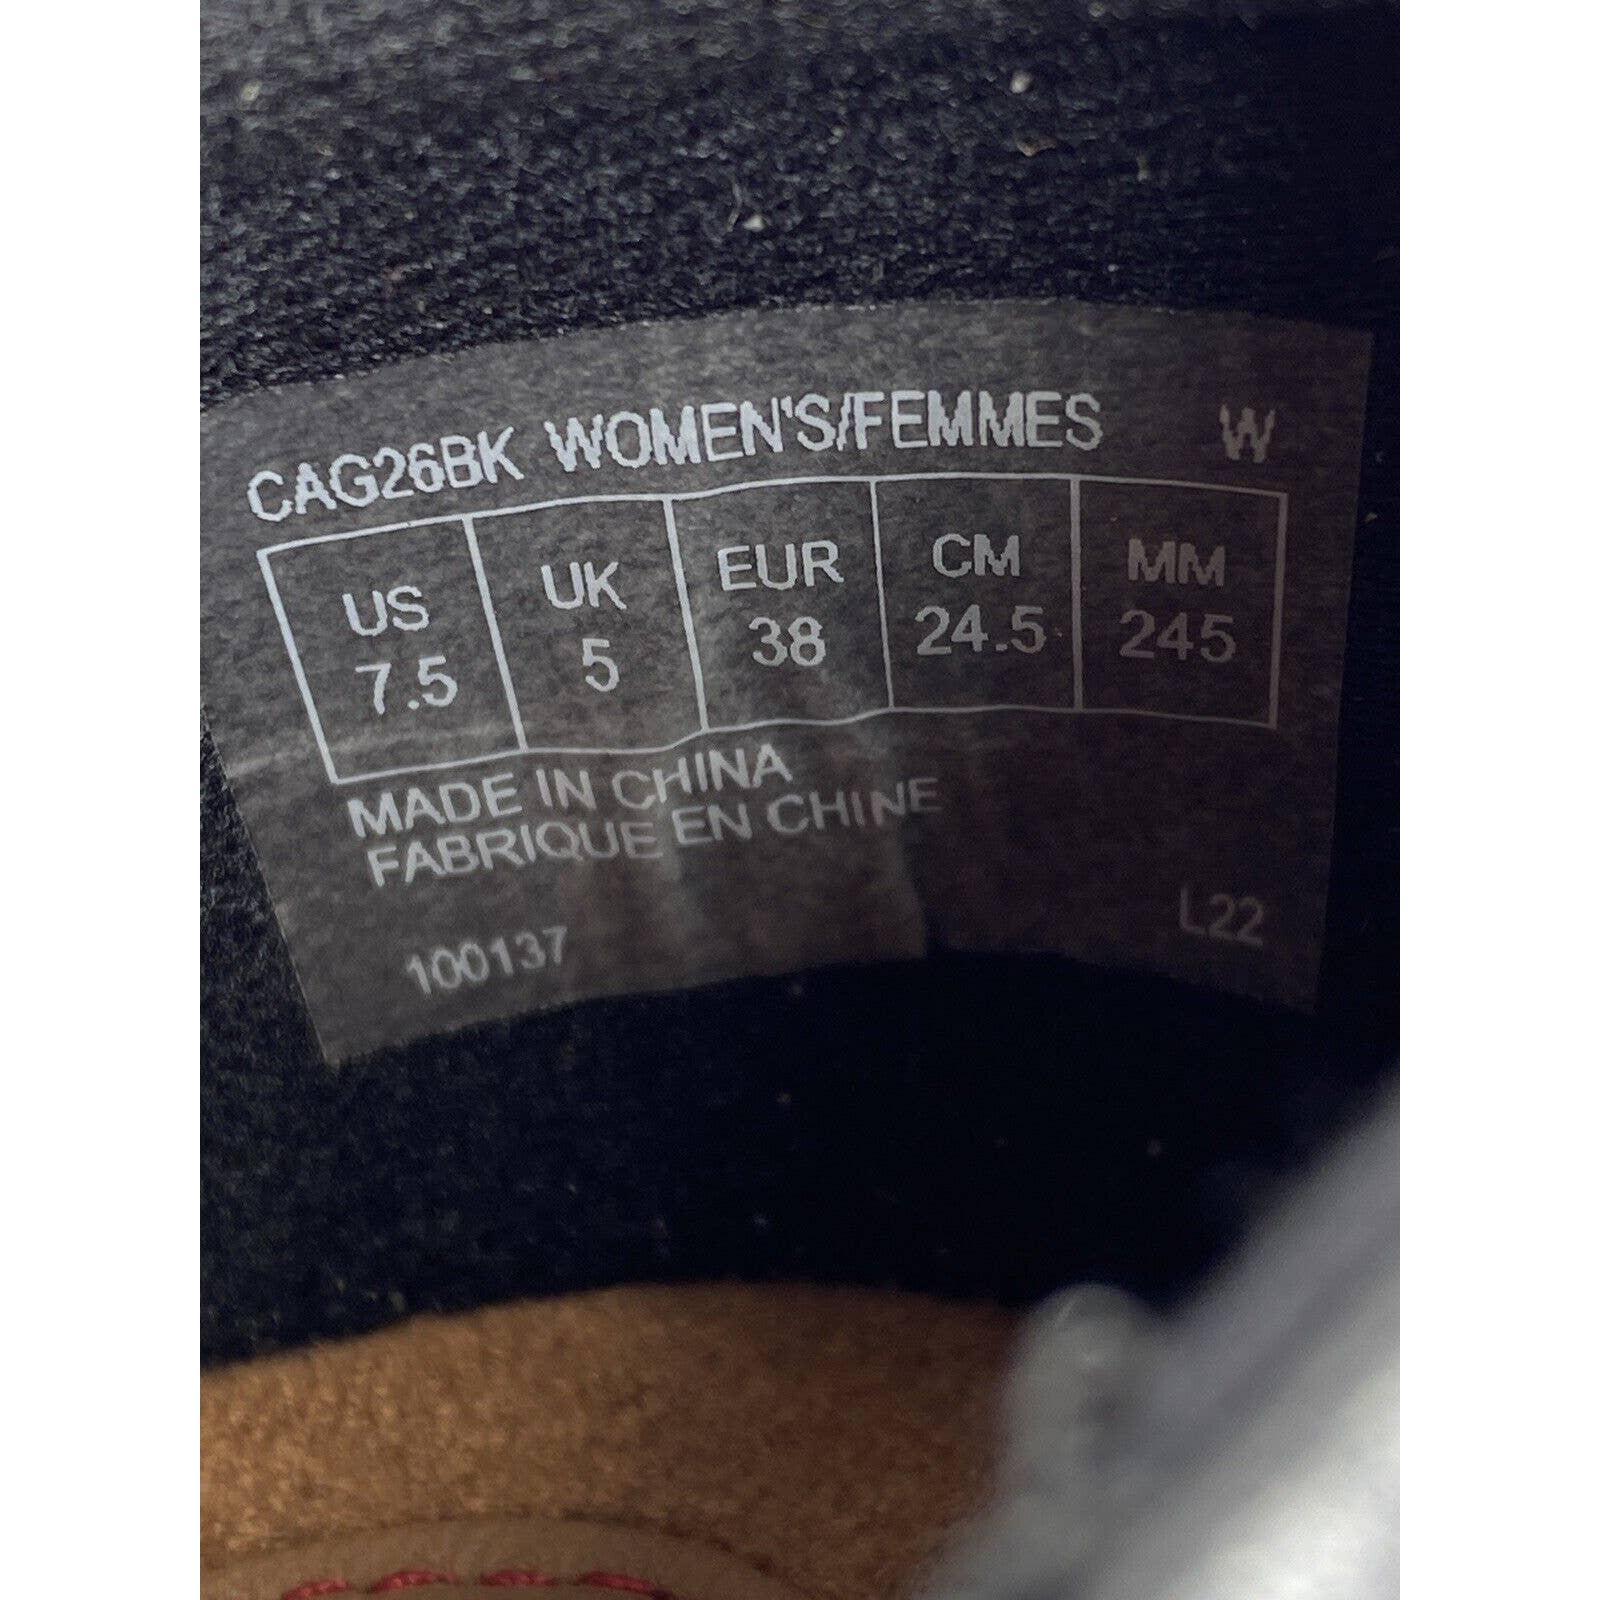 CAG26BK WOMEN'S/FEMMES W
US UK EUR CM MM
7.5 5 38 24.5 245
MADE IN CHINA
FABRIQUE EN CHINE
100137 L22